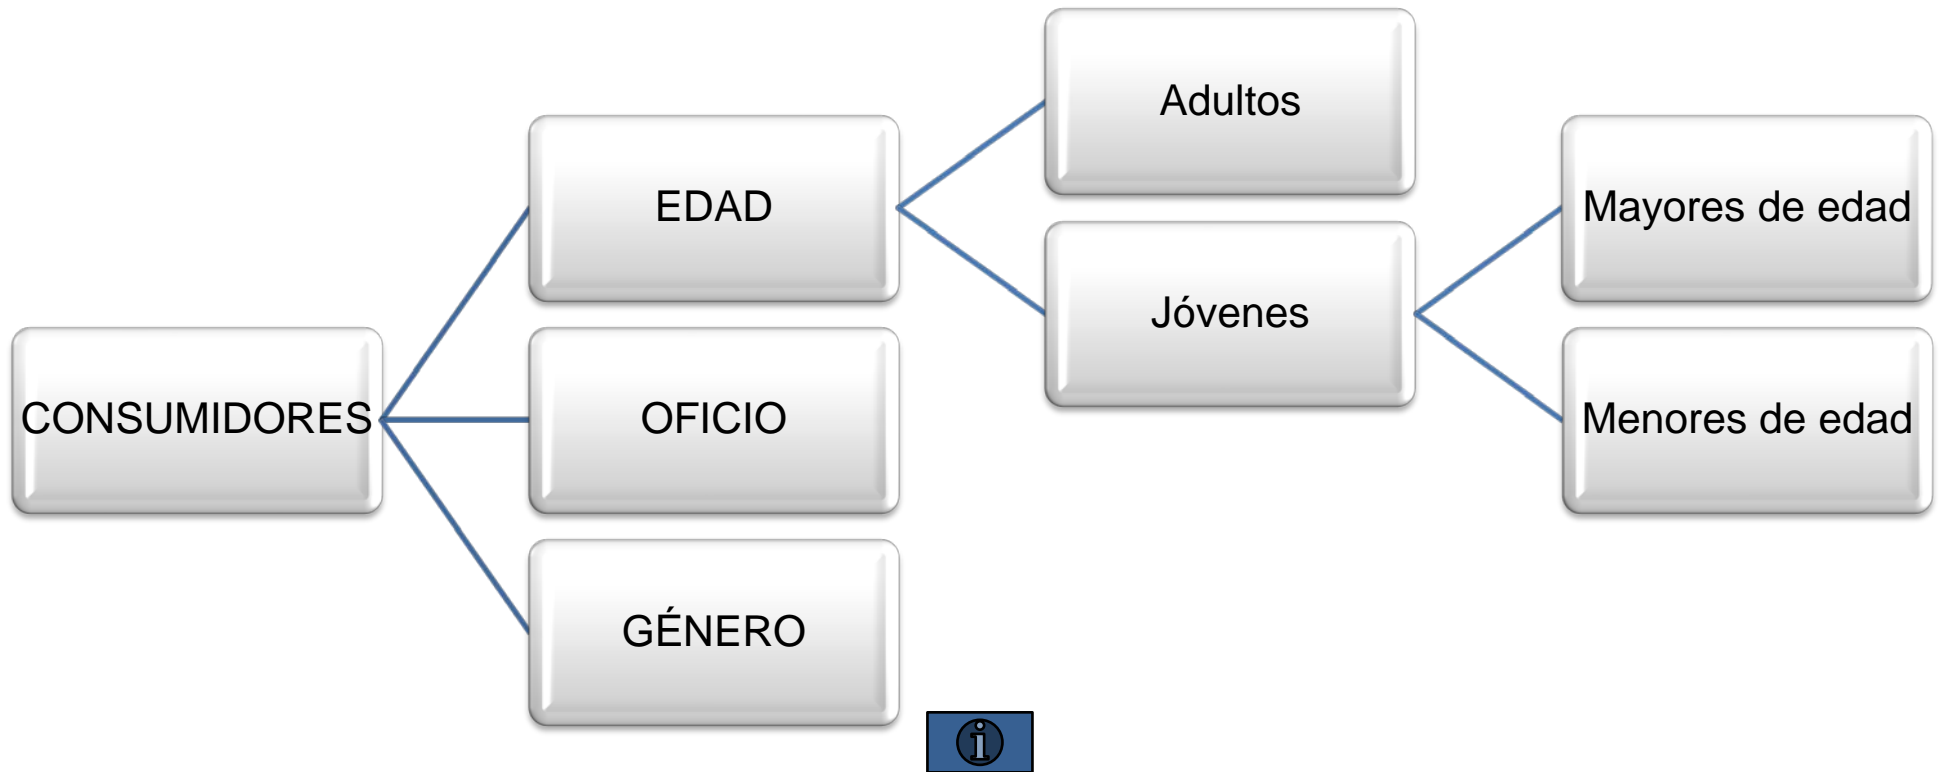 CONSUMIDORES
EDAD
Adultos
Jóvenes
Mayores de edad
Menores de edad
OFICIO
GÉNERO